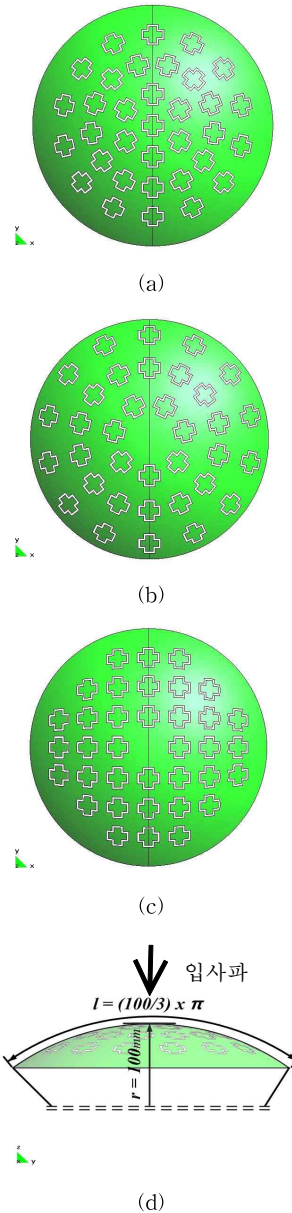 y
x
(a)
y
x
(b)
y
x
(c)
입사파
l = (100/3) x π
r = 100mm
z
y
(d)